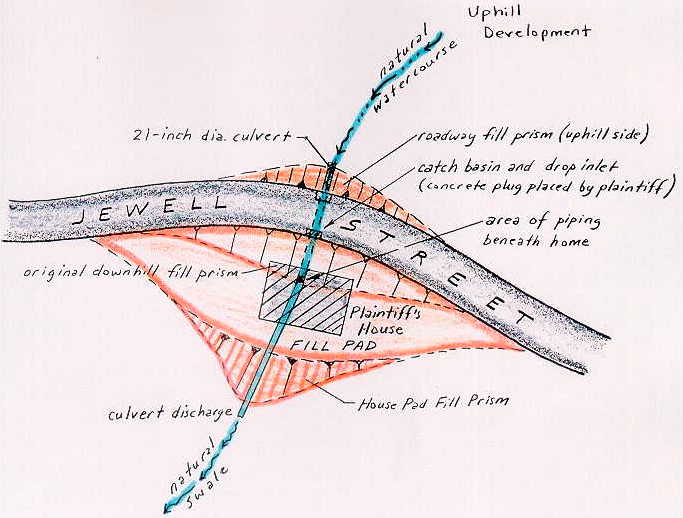 Uphill
Development
natural
watercourse
21-inch dia. culvert
roadway fill prism (uphill side)
catch basin and drop inlet
(concrete plug placed by plaintiff)
JEWELL STREET
area of piping
beneath home
original downhill fill prism
Plaintiff's
House
FILL PAD
House Pad Fill Prism
culvert discharge
natural
swale